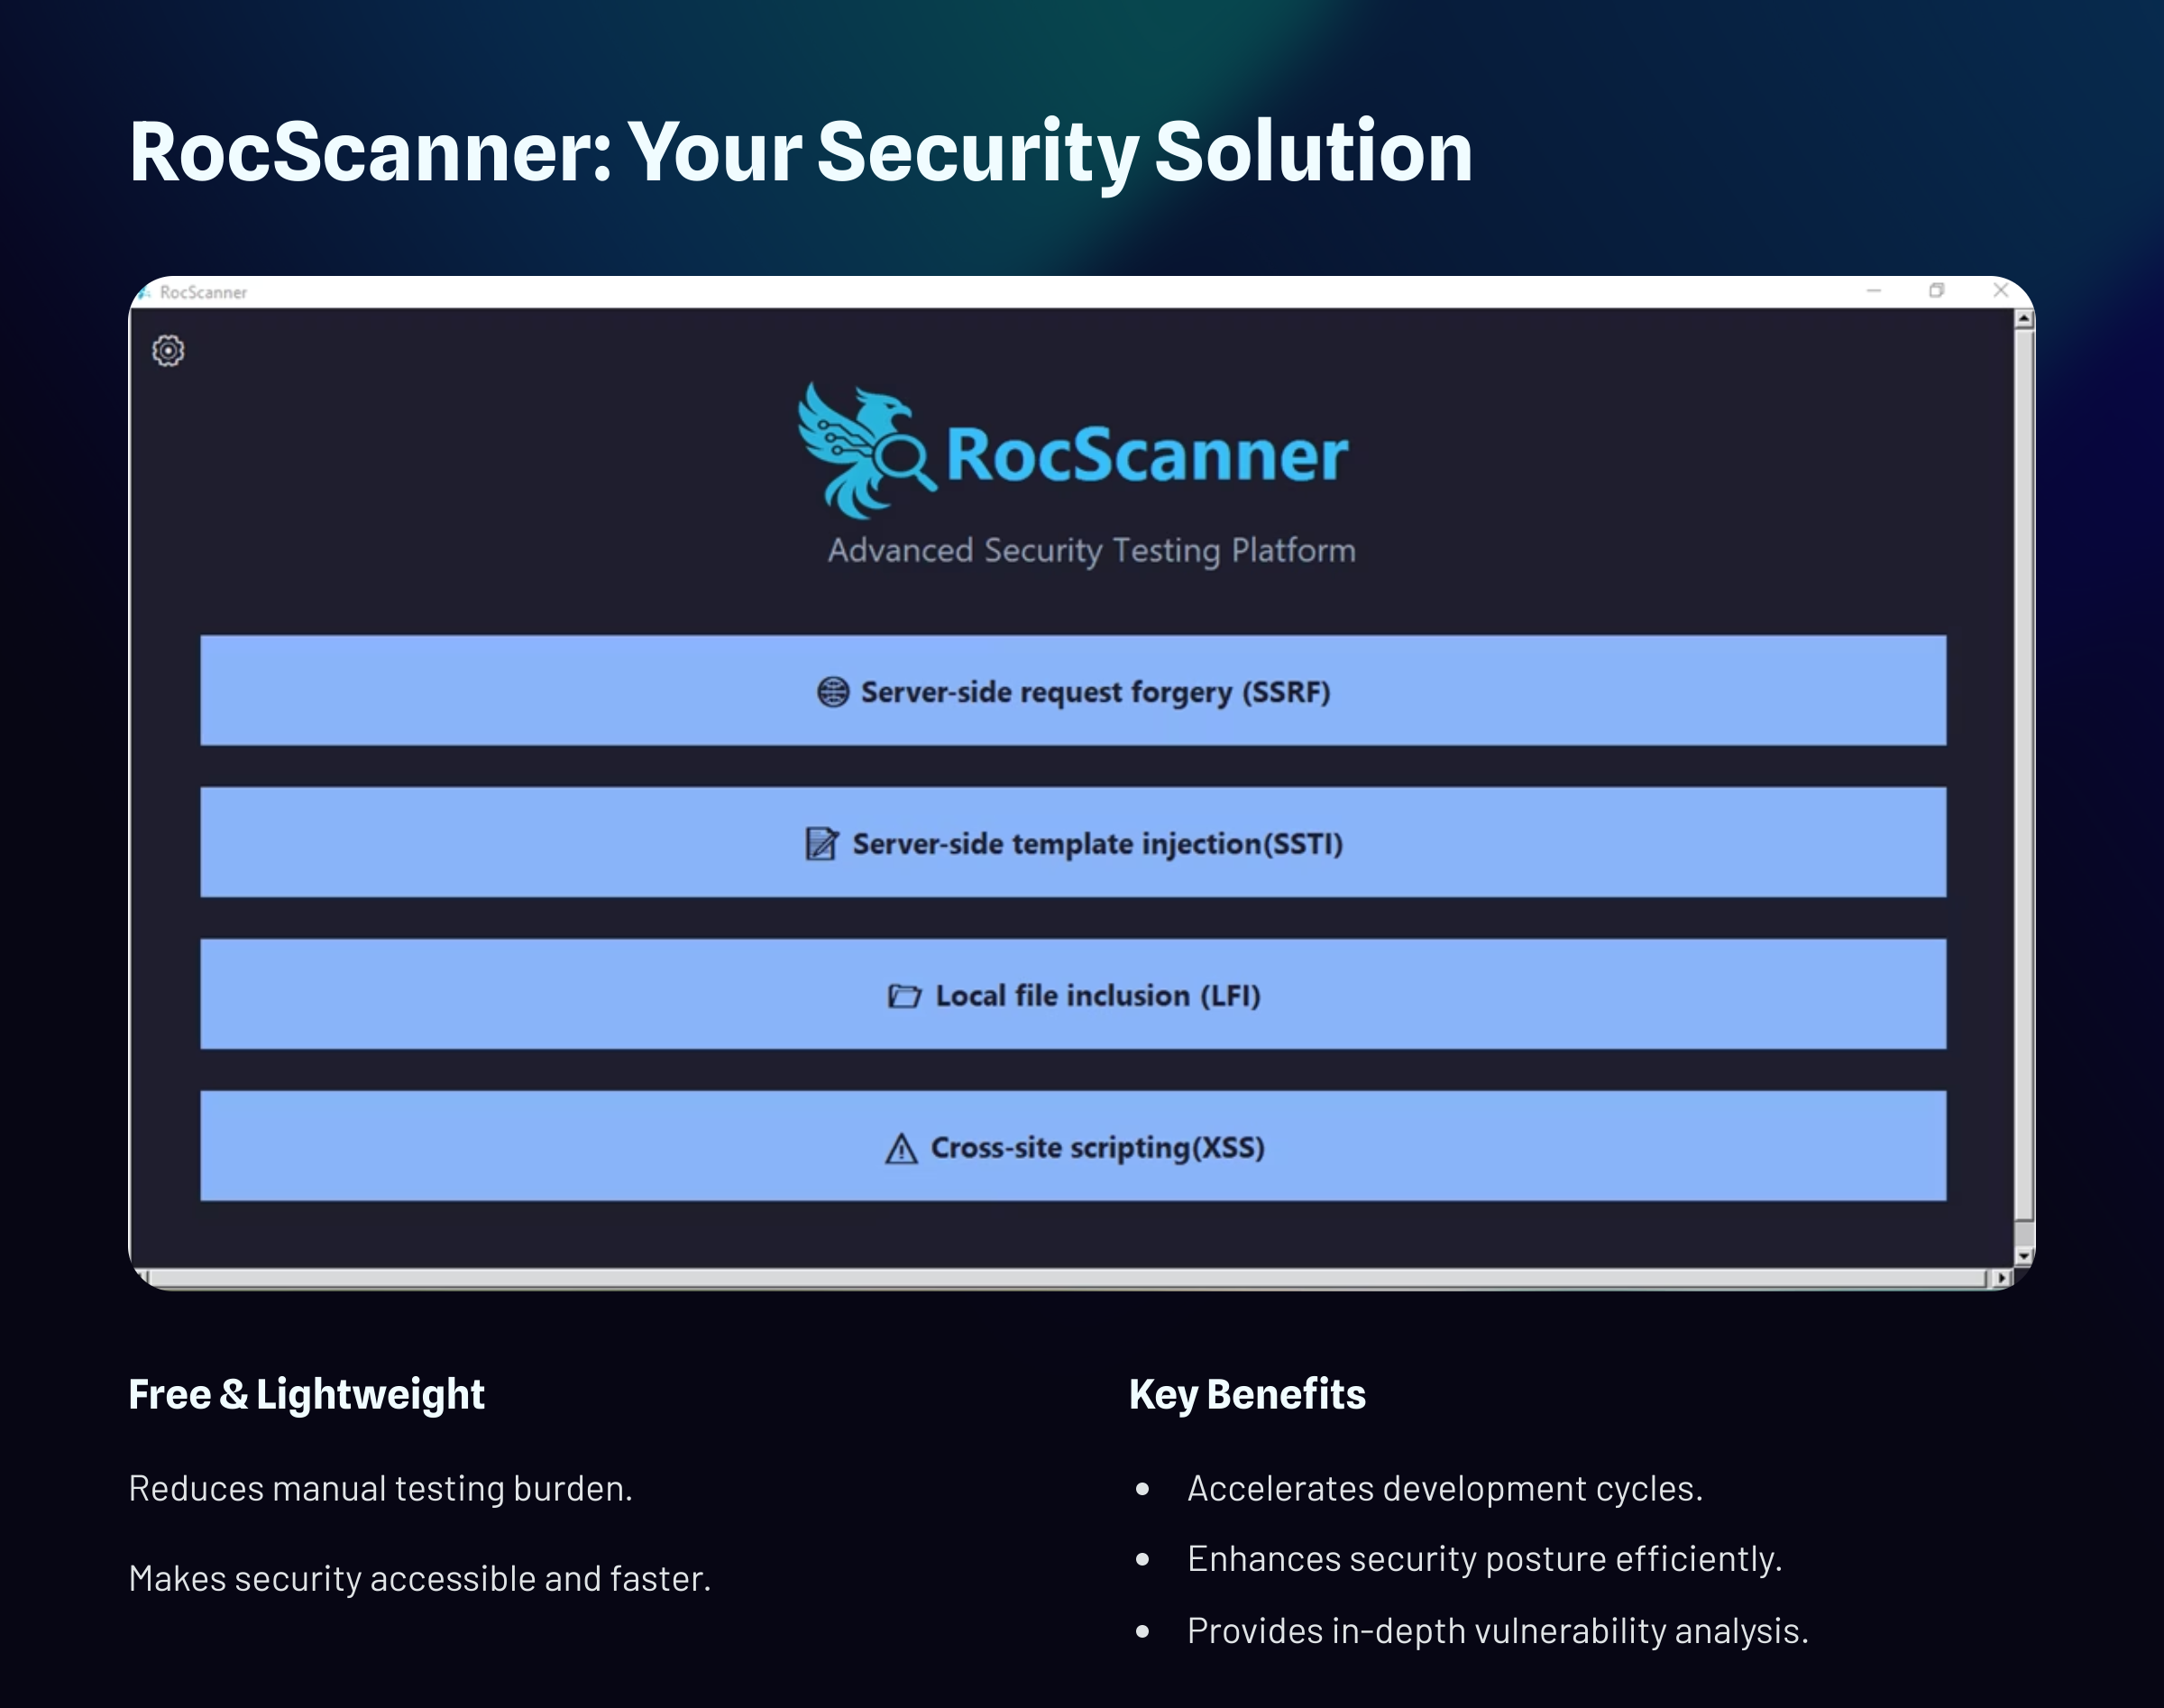 RocScanner: Your Security Solution
RocScanner
RocScanner
Advanced Security Testing Platform
Server-side request forgery (SSRF)
Server-side template injection(SSTI)
Local file inclusion (LFI)
Cross-site scripting(XSS)
Free & Lightweight
Reduces manual testing burden.
Makes security accessible and faster.
Key Benefits
Accelerates development cycles.
Enhances security posture efficiently.
Provides in-depth vulnerability analysis.